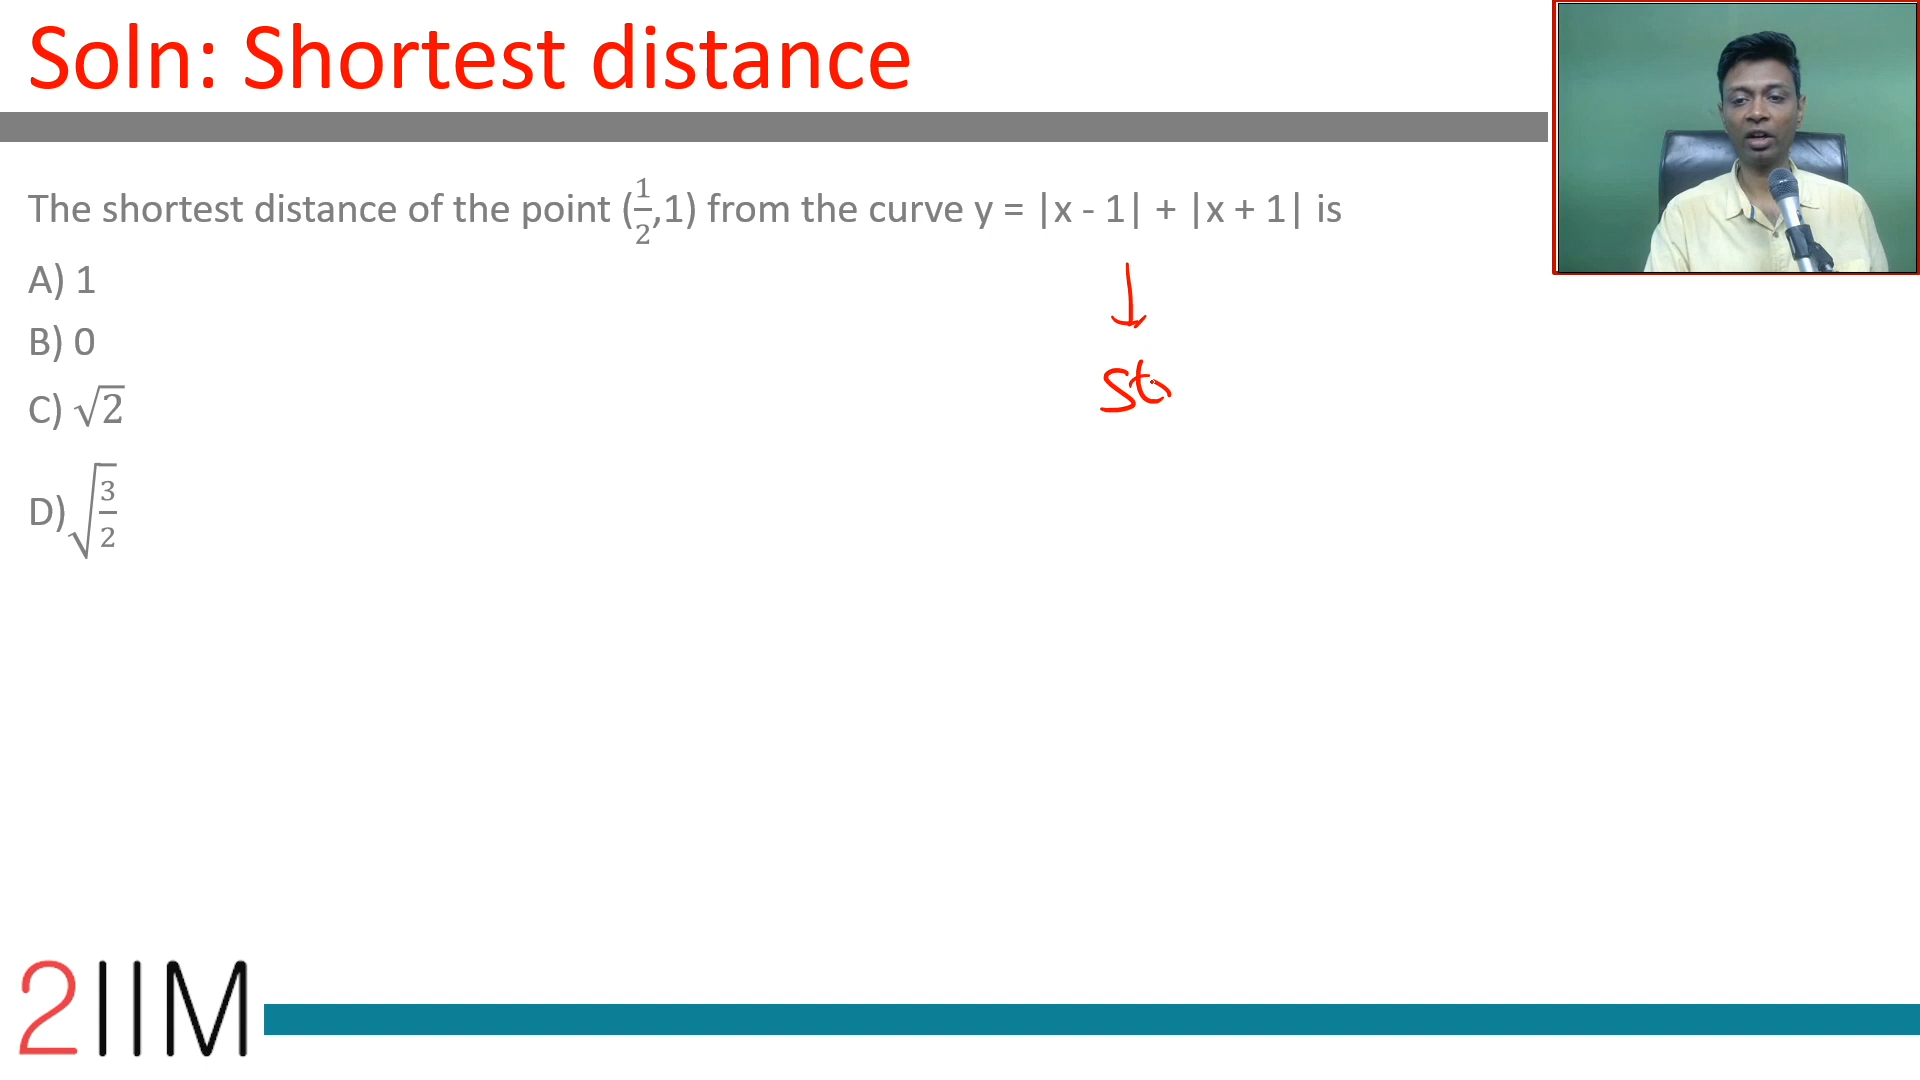 Soln: Shortest distance
The shortest distance of the point (1/2,1) from the curve y = |x - 1| + |x + 1| is
A) 1
B) 0
C) √2
D) √3/2
2IIM